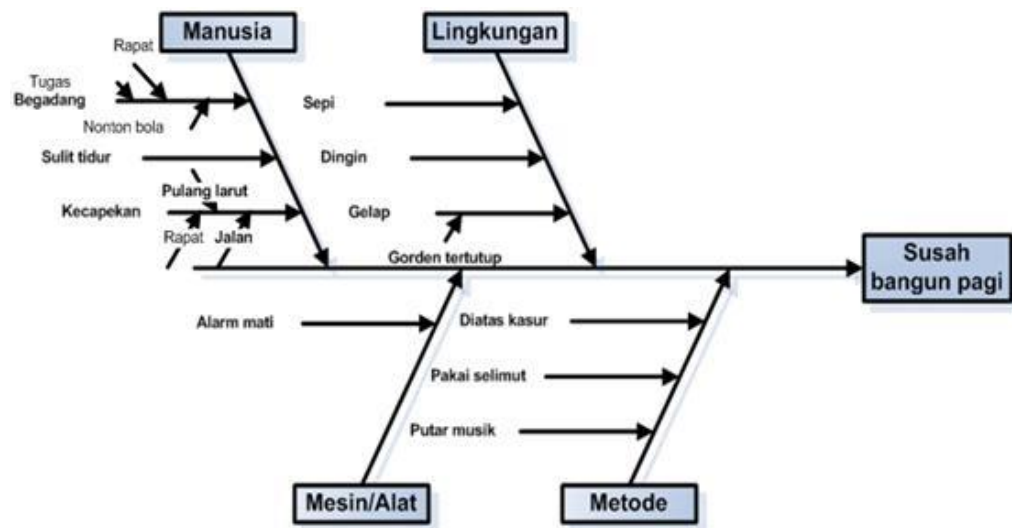 Manusia
Lingkungan
Rapat
Tugas
Begadang
Nonton bola
Sulit tidur
Pulang larut
Kecapekan
Rapat
Jalan
Sepi
Dingin
Gelap
Gorden tertutup
Susah
bangun pagi
Alarm mati
Diatas kasur
Pakai selimut
Putar musik
Mesin/Alat
Metode